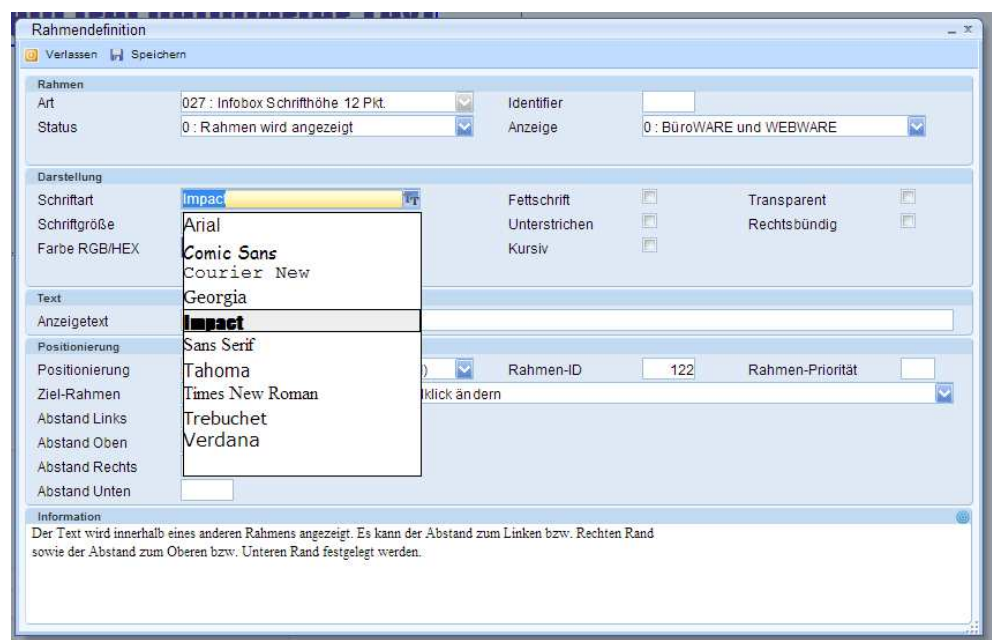 Rahmendefinition
Verlassen Speichern
Rahmen
Art 027 : Infobox Schrifthöhe 12 Pkt. Identifier
Status 0 : Rahmen wird angezeigt Anzeige 0 : BüroWARE und WEBWARE
Darstellung
Schriftart Impact Fettschrift Transparent
Schriftgröße Arial Unterstrichen Rechtsbündig
Farbe RGB/HEX Comic Sans Kursiv
Courier New
Text Georgia
Anzeigetext Impact
Positionierung Sans Serif
Positionierung Tahoma ) Rahmen-ID 122 Rahmen-Priorität
Ziel-Rahmen Times New Roman klick ändern
Abstand Links Trebuchet
Abstand Oben Verdana
Abstand Rechts
Abstand Unten
Information
Der Text wird innerhalb eines anderen Rahmens angezeigt. Es kann der Abstand zum Linken bzw. Rechten Rand
sowie der Abstand zum Oberen bzw. Unteren Rand festgelegt werden.